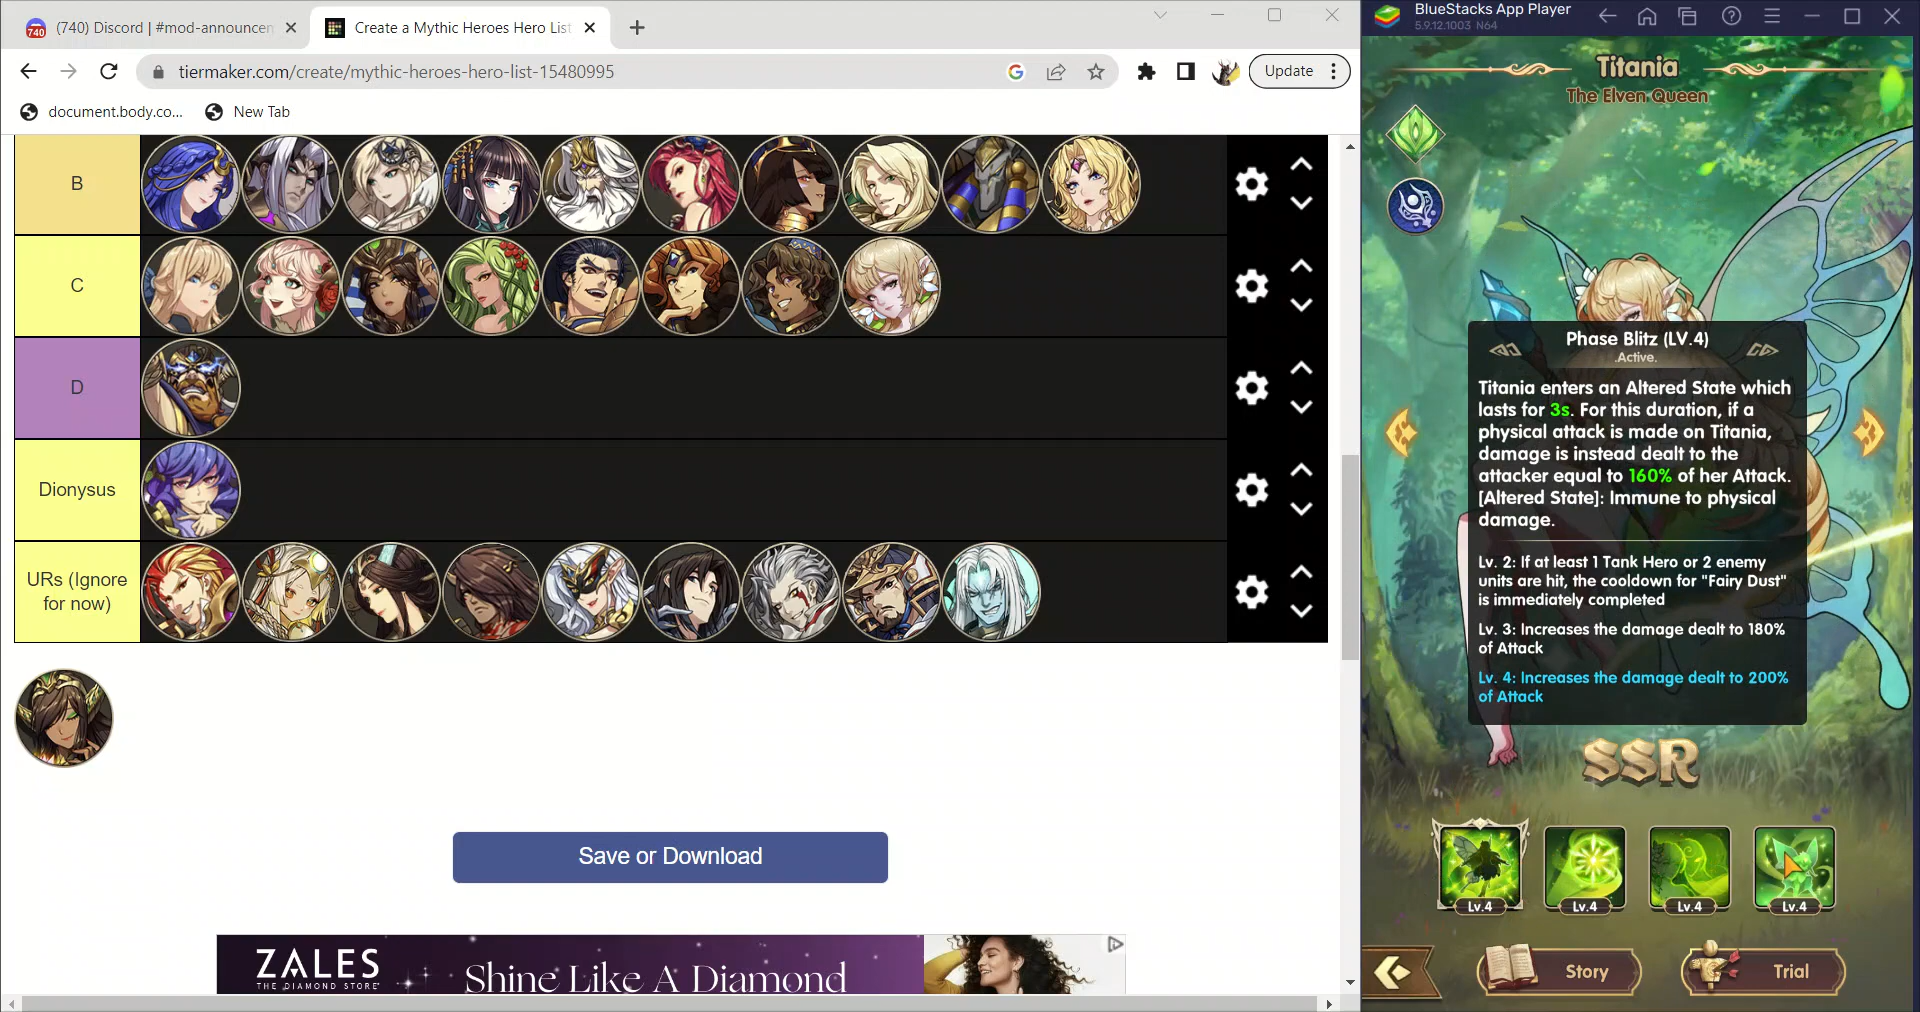 (740) Discord | #mod-announcen
Create a Mythic Heroes Hero List
tiermaker.com/create/mythic-heroes-hero-list-15480995
Update
document.body.co...
New Tab
B
C
D
Dionysus
URs (Ignore
for now)
Save or Download
ZALES
THE DIAMOND STORE
Shine Like A Diamond
BlueStacks App Player
5.9.12.1003 N64
Titania
The Elven Queen
Phase Blitz (LV.4)
.Active.
Titania enters an Altered State which
lasts for 3s. For this duration, if a
physical attack is made on Titania,
damage is instead dealt to the
attacker equal to 160% of her Attack.
[Altered State]: Immune to physical
damage.
Lv. 2: If at least 1 Tank Hero or 2 enemy
units are hit, the cooldown for "Fairy Dust"
is immediately completed
Lv. 3: Increases the damage dealt to 180%
of Attack
Lv. 4: Increases the damage dealt to 200%
of Attack
SSR
Lv.4
Lv.4
Lv.4
Lv.4
Story
Trial